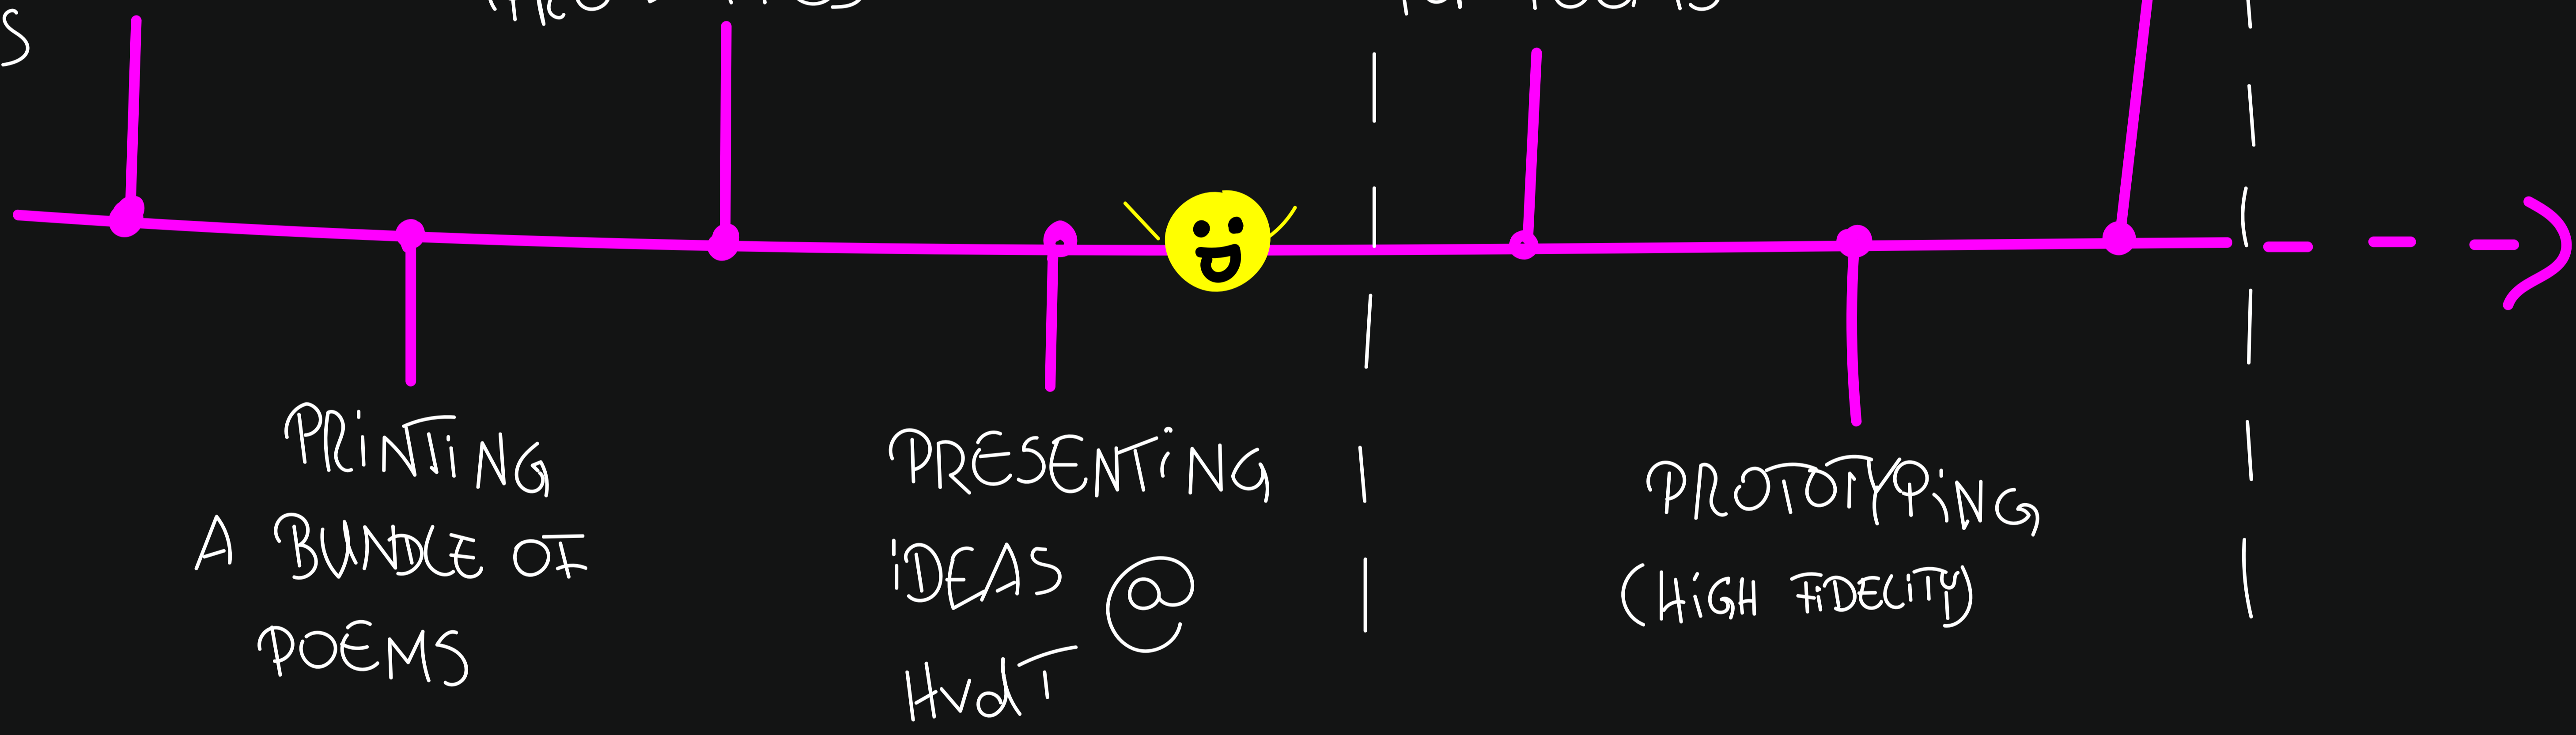 S
PRiNTiNG
A BUNDLE OF
POEMS
PRESENTiNG
iDEAS @
HvdT
PROTOTYPiNG
(HiGH FiDELiTY)